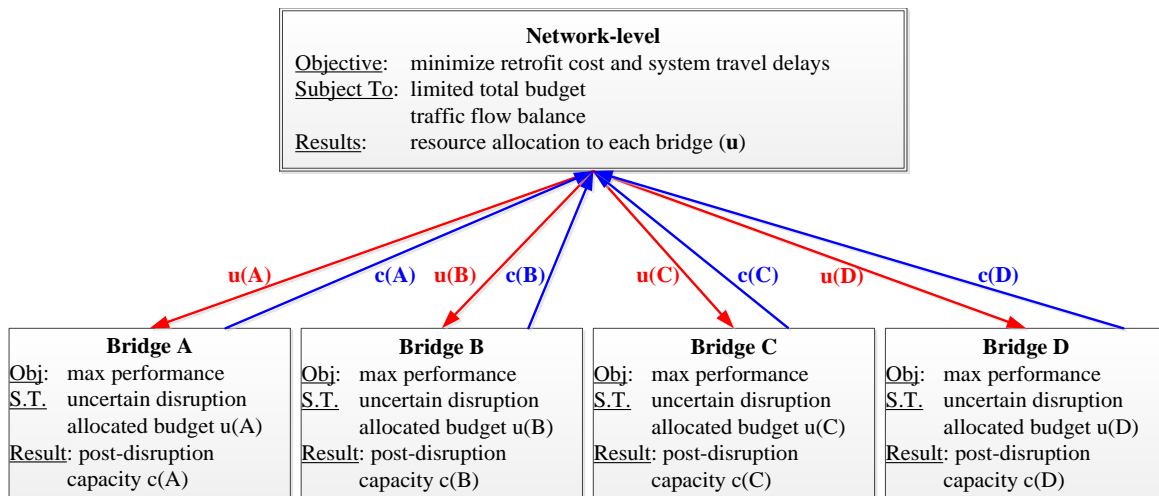 Network-level
Objective: minimize retrofit cost and system travel delays
Subject To: limited total budget
traffic flow balance
Results: resource allocation to each bridge (u)
u(A)
c(A)
u(B)
c(B)
u(C)
c(C)
u(D)
c(D)
Bridge A
Obj: max performance
S.T. uncertain disruption
allocated budget u(A)
Result: post-disruption
capacity c(A)
Bridge B
Obj: max performance
S.T. uncertain disruption
allocated budget u(B)
Result: post-disruption
capacity c(B)
Bridge C
Obj: max performance
S.T. uncertain disruption
allocated budget u(C)
Result: post-disruption
capacity c(C)
Bridge D
Obj: max performance
S.T. uncertain disruption
allocated budget u(D)
Result: post-disruption
capacity c(D)